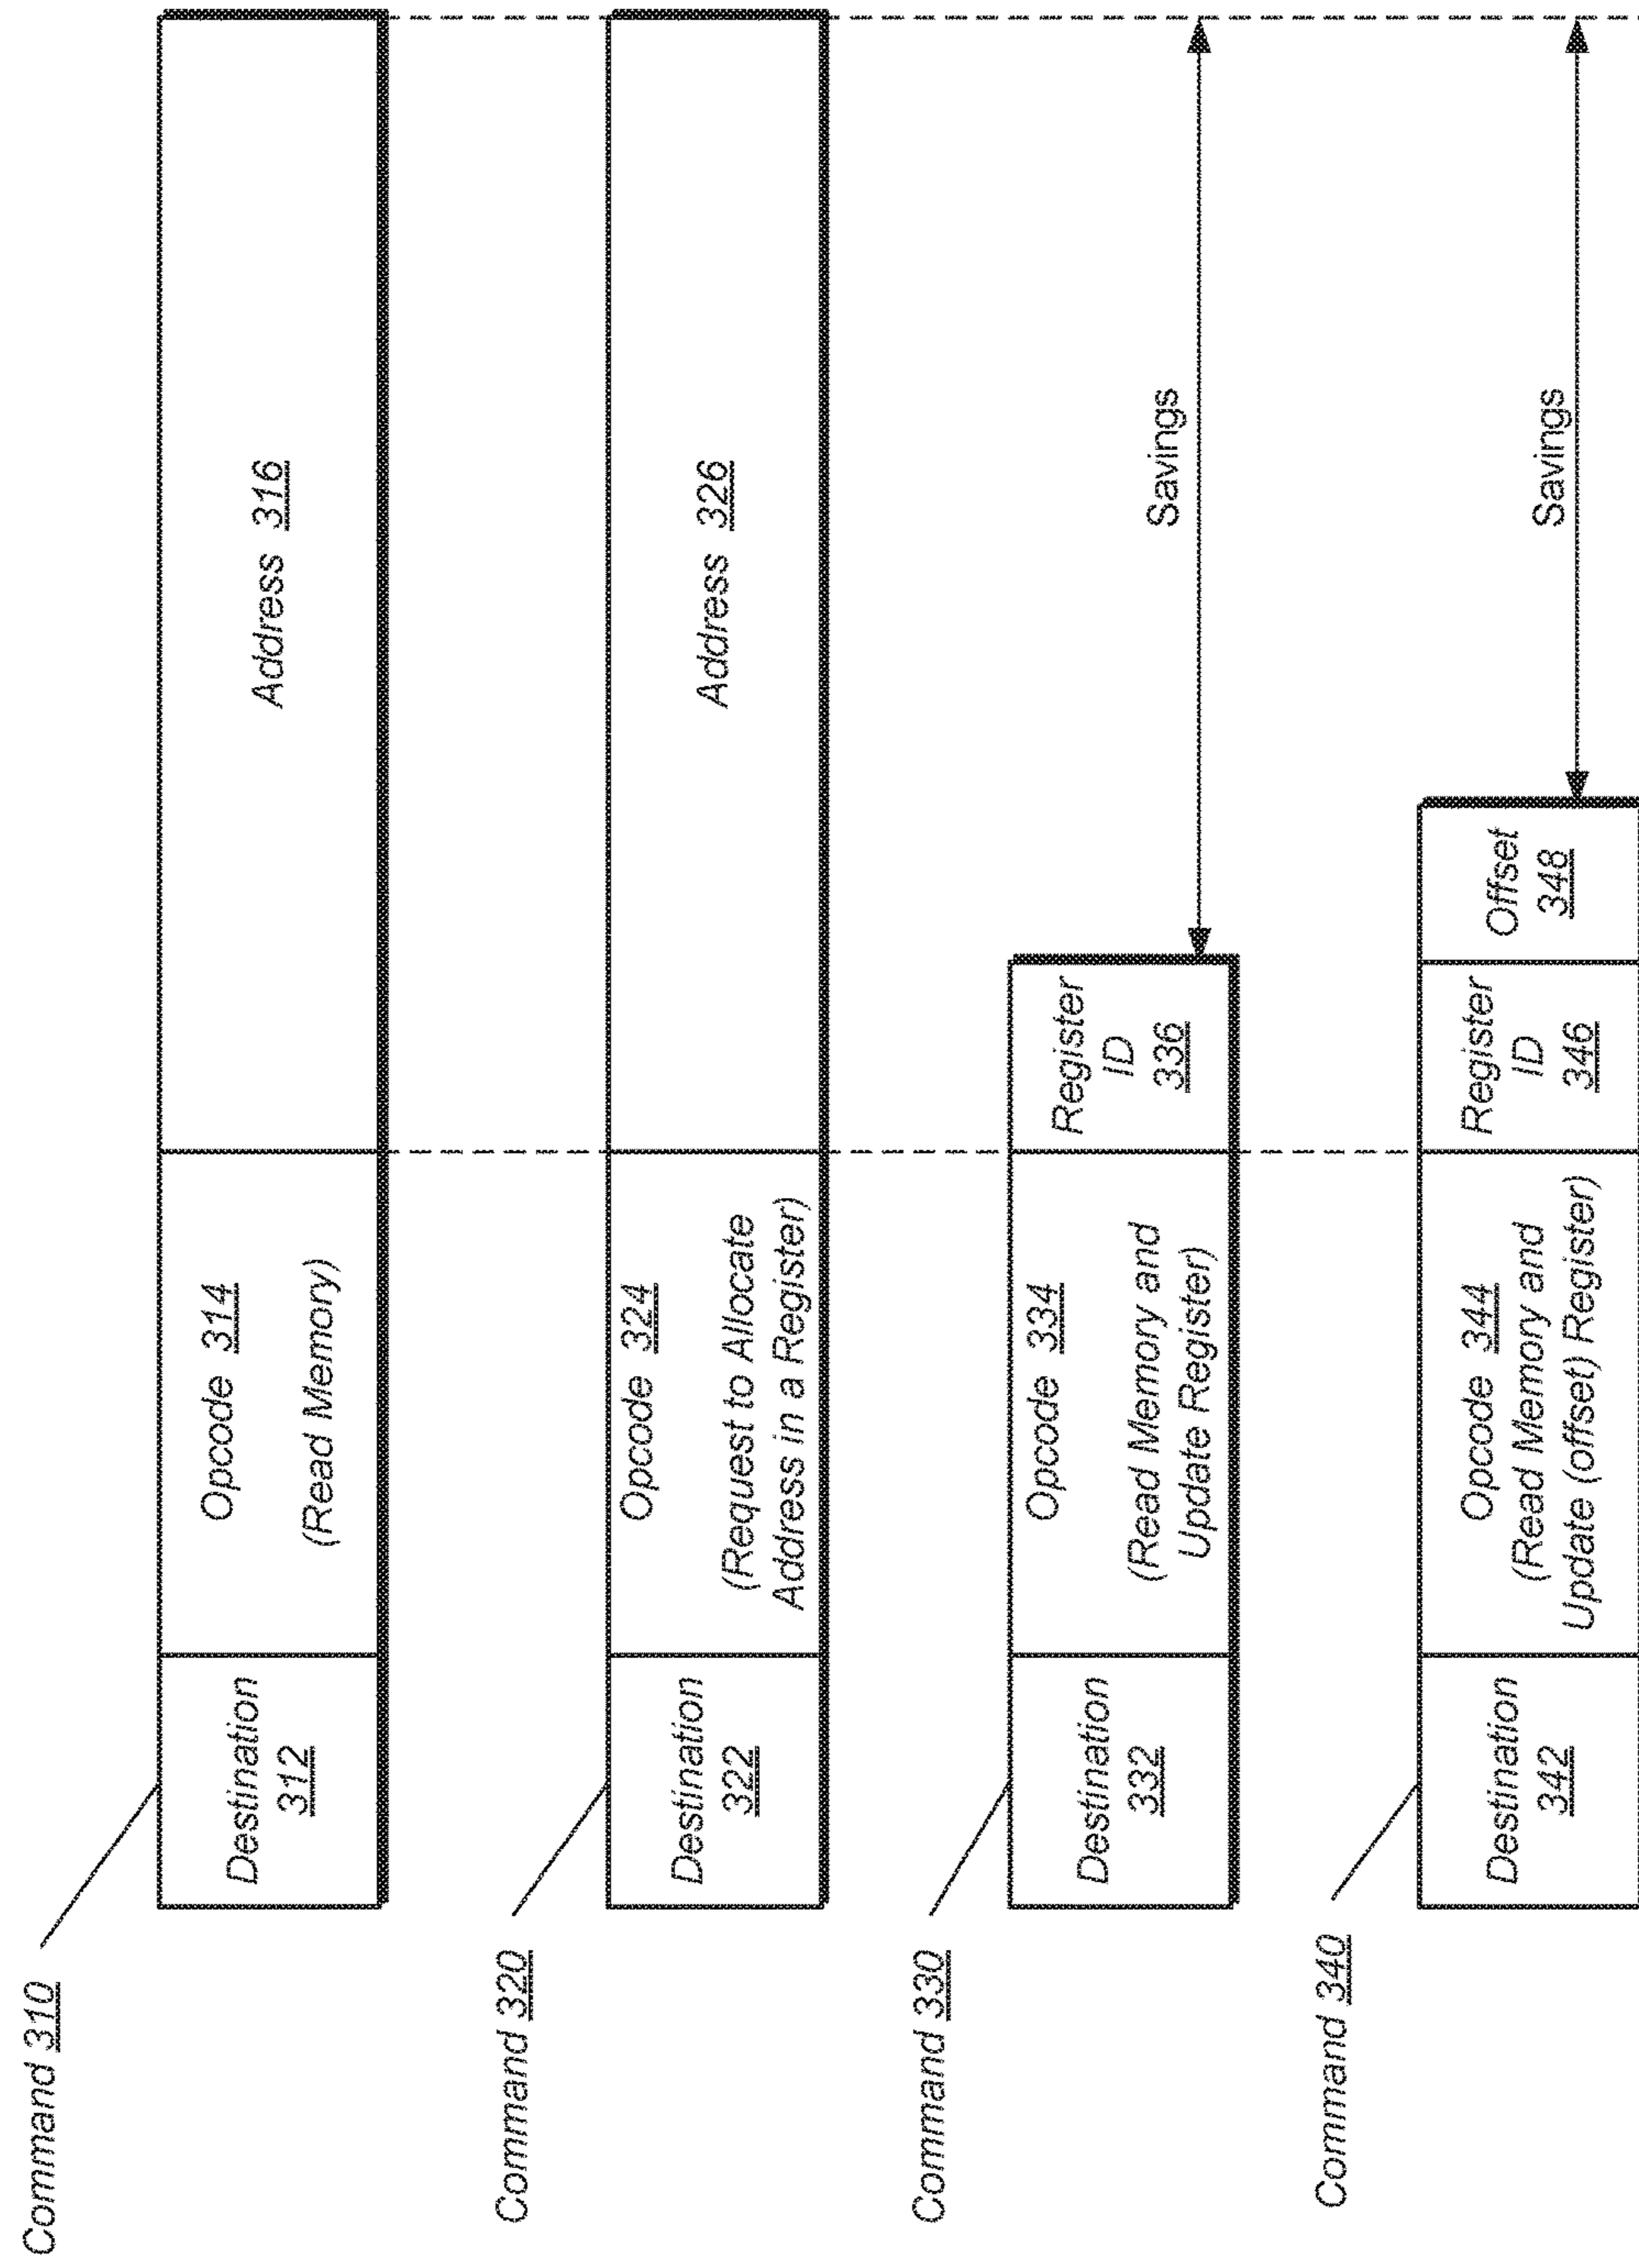 Command 310
Destination
312
Opcode 314
(Read Memory)
Address 316
Command 320
Destination
322
Opcode 324
(Request to Allocate
Address in a Register)
Address 326
Command 330
Destination
332
Opcode 334
(Read Memory and
Update Register)
Register
ID
336
Savings
Command 340
Destination
342
Opcode 344
(Read Memory and
Update (offset) Register)
Register
ID
346
Offset
348
Savings